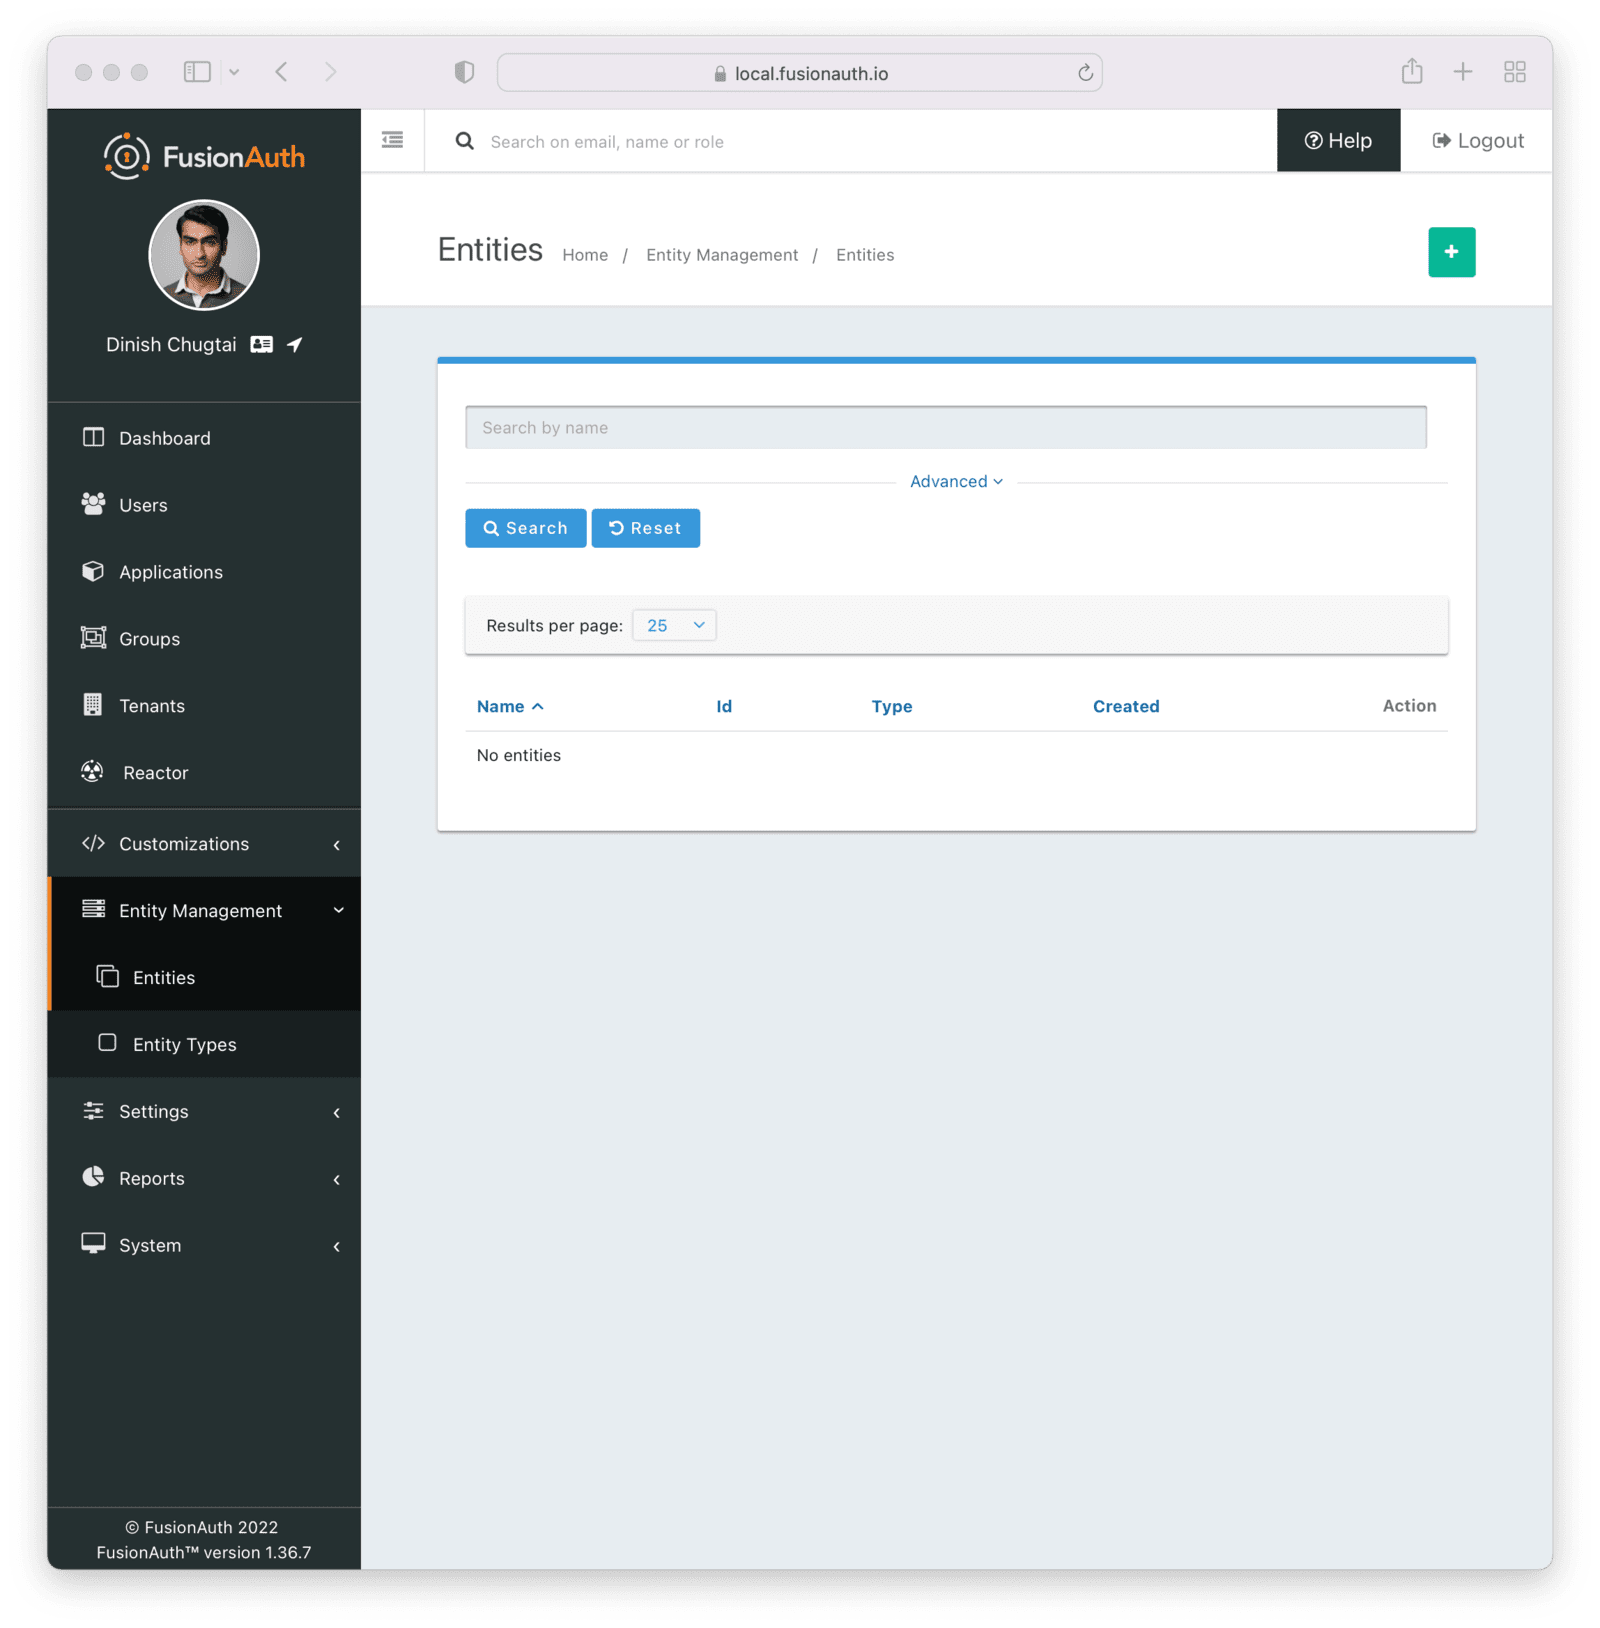 local.fusionauth.io
FusionAuth
Search on email, name or role
Help
Logout
Dinish Chugtai
Entities
Home / Entity Management / Entities
+
Dashboard
Users
Applications
Groups
Tenants
Reactor
Customizations
Entity Management
Entities
Entity Types
Settings
Reports
System
Search by name
Advanced
Search
Reset
Results per page: 25
Name Id Type Created Action
No entities
© FusionAuth 2022
FusionAuth™ version 1.36.7